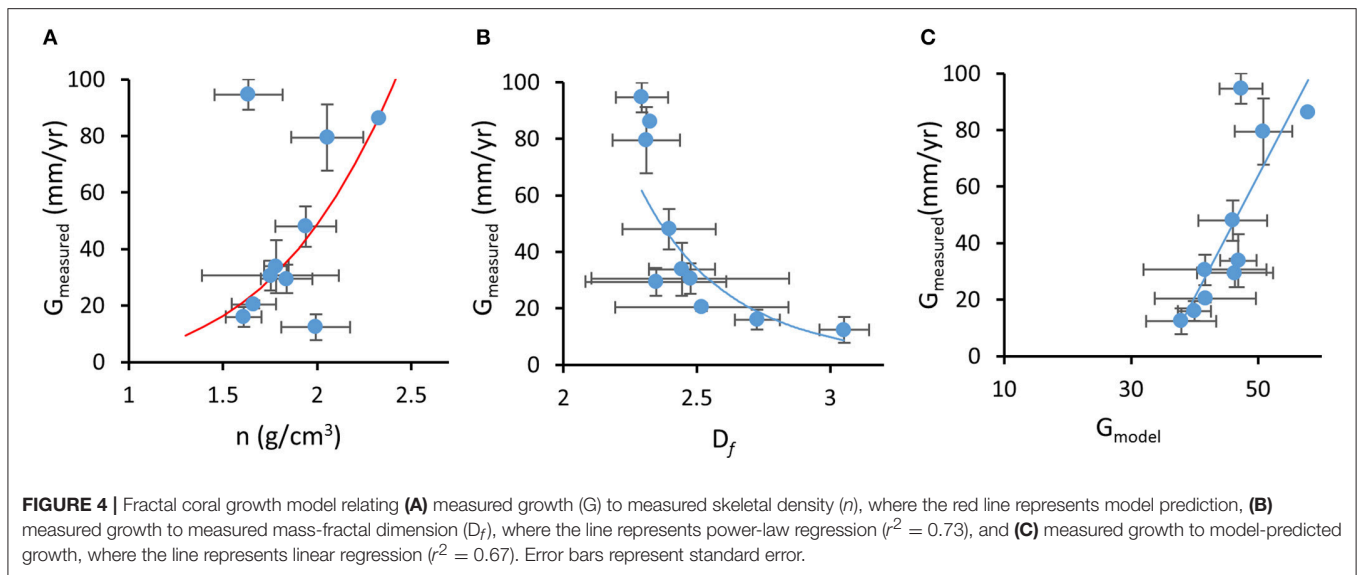 A
B
C
100
80
60
40
20
0
G measured (mm/yr)
1
1.5
2
2.5
n (g/cm³)
100
80
60
40
20
0
G measured (mm/yr)
2
2.5
3
D f
100
80
60
40
20
0
G measured(mm/yr)
10
30
50
G model
FIGURE 4 | Fractal coral growth model relating (A) measured growth (G) to measured skeletal density (n), where the red line represents model prediction, (B)
measured growth to measured mass-fractal dimension (Df), where the line represents power-law regression (r² = 0.73), and (C) measured growth to model-predicted
growth, where the line represents linear regression (r² = 0.67). Error bars represent standard error.